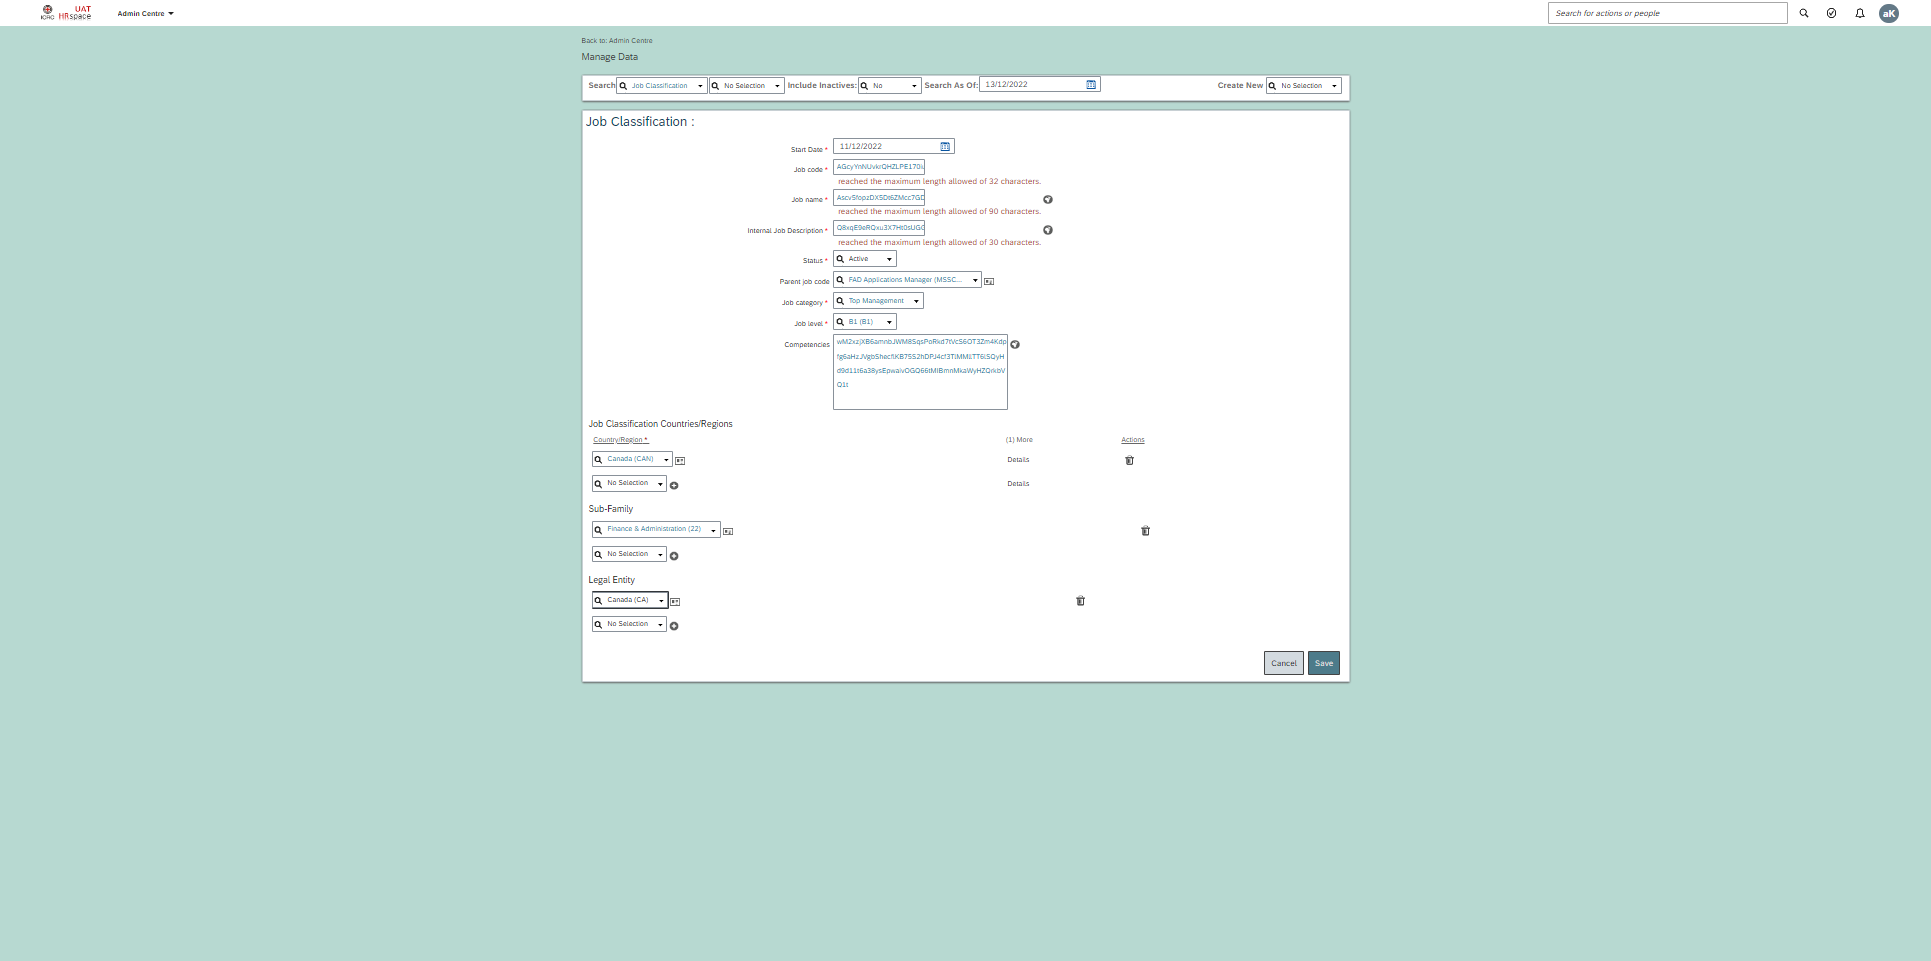 ICRC UAT HRspace Admin Centre Search for actions or people aK
Back to: Admin Centre
Manage Data
Search Job Classification No Selection Include Inactives: No Search As Of: 13/12/2022 Create New No Selection
Job Classification :
Start Date * 11/12/2022
Job code *
reached the maximum length allowed of 32 characters.
Job name *
reached the maximum length allowed of 90 characters.
Internal Job Description *
reached the maximum length allowed of 30 characters.
Status * Active
Parent job code FAD Applications Manager (MSSC...
Job category * Top Management
Job level * B1 (B1)
Competencies
Q1t
Job Classification Countries/Regions
Country/Region * (1) More Actions
Canada (CAN) Details
No Selection Details
Sub-Family
Finance & Administration (22)
No Selection
Legal Entity
Canada (CA)
No Selection
Cancel Save